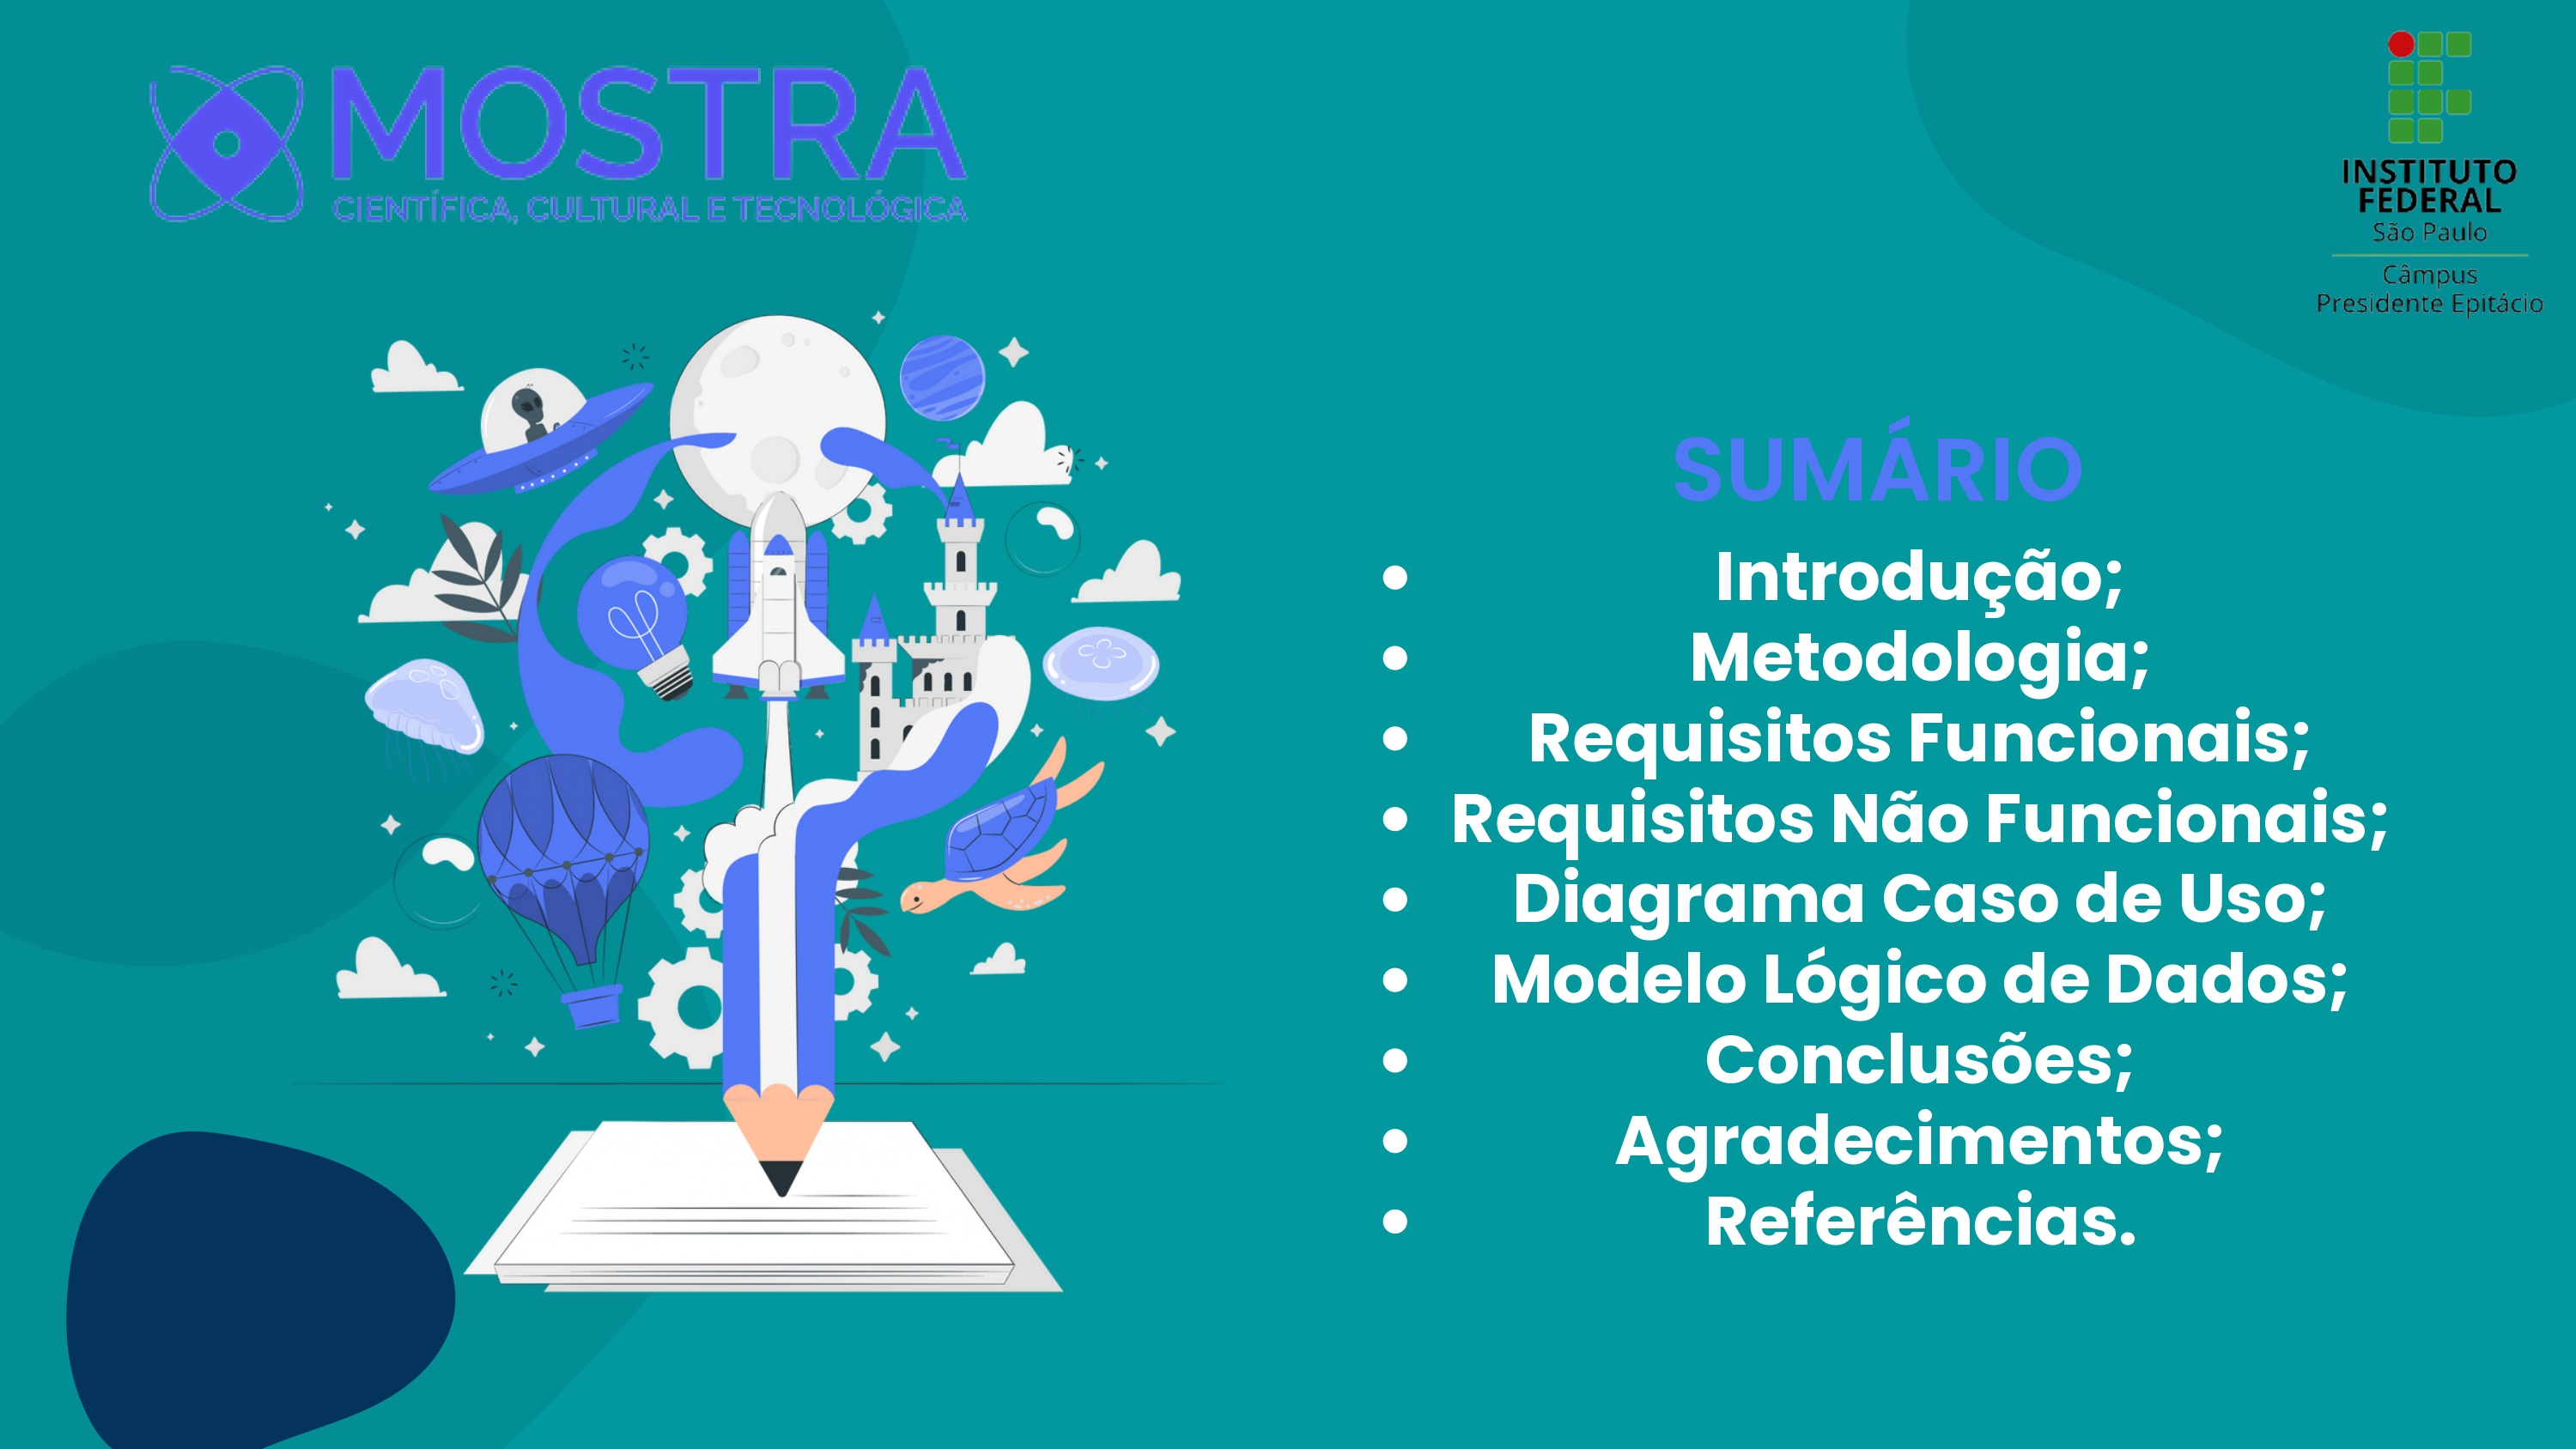 MOSTRA
CIENTÍFICA, CULTURAL E TECNOLÓGICA
INSTITUTO
FEDERAL
São Paulo
Câmpus
Presidente Epitácio
SUMÁRIO
• Introdução;
• Metodologia;
• Requisitos Funcionais;
• Requisitos Não Funcionais;
• Diagrama Caso de Uso;
• Modelo Lógico de Dados;
• Conclusões;
• Agradecimentos;
• Referências.